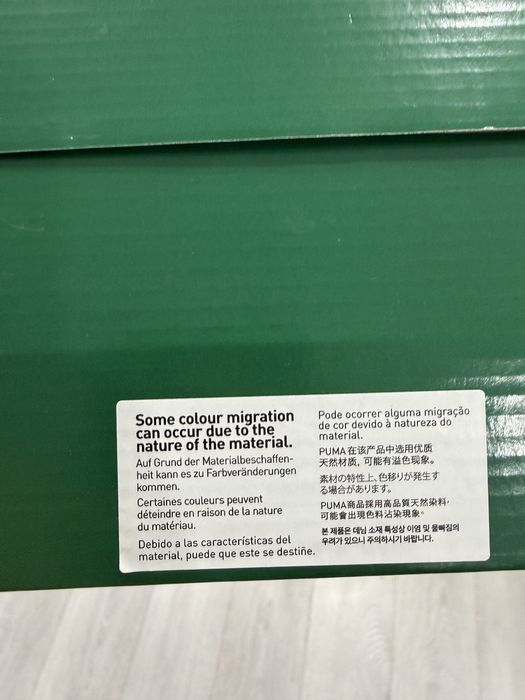 Some colour migration
can occur due to the
nature of the material.
Auf Grund der Materialbeschaffen-
heit kann es zu Farbveränderungen
kommen.
Certaines couleurs peuvent
déteindre en raison de la nature
du matériau.
Debido a las características del
material, puede que este se destiñe.
Pode ocorrer alguma migração
de cor devido à natureza do
material.
PUMA在该产品中选用优质
天然材质, 可能有溢色现象。
素材の特性上、色移りが発生す
る場合があります。
PUMA商品採用高品質天然染料,
可能會出現色料沾染現象。
본 제품은 데님 소재 특성상 이염 및 물빠짐의
우려가 있으니 주의하시기 바랍니다.